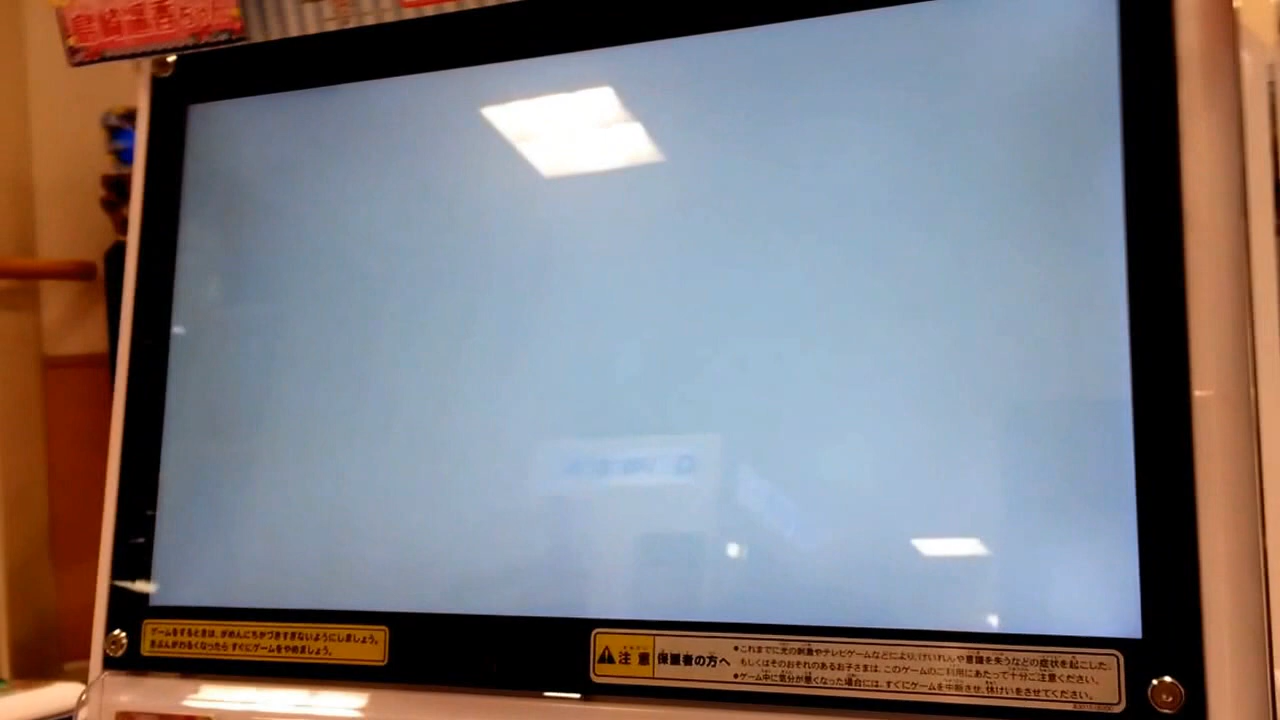 ゲームをするときは、がめんにちかづきすぎないようにしましょう。
きぶんがわるくなったら すぐにゲームをやめましょう。
注意
保護者の方へ
●これまでに光の刺激やテレビゲームなどにより、けいれんや意識を失うなどの症状を起こした、
もしくはそのおそれのあるお子さまは、このゲームのご利用にあたって十分ご注意ください。
●ゲーム中に気分が悪くなった場合には、すぐにゲームを中断させ、休けいをさせてください。